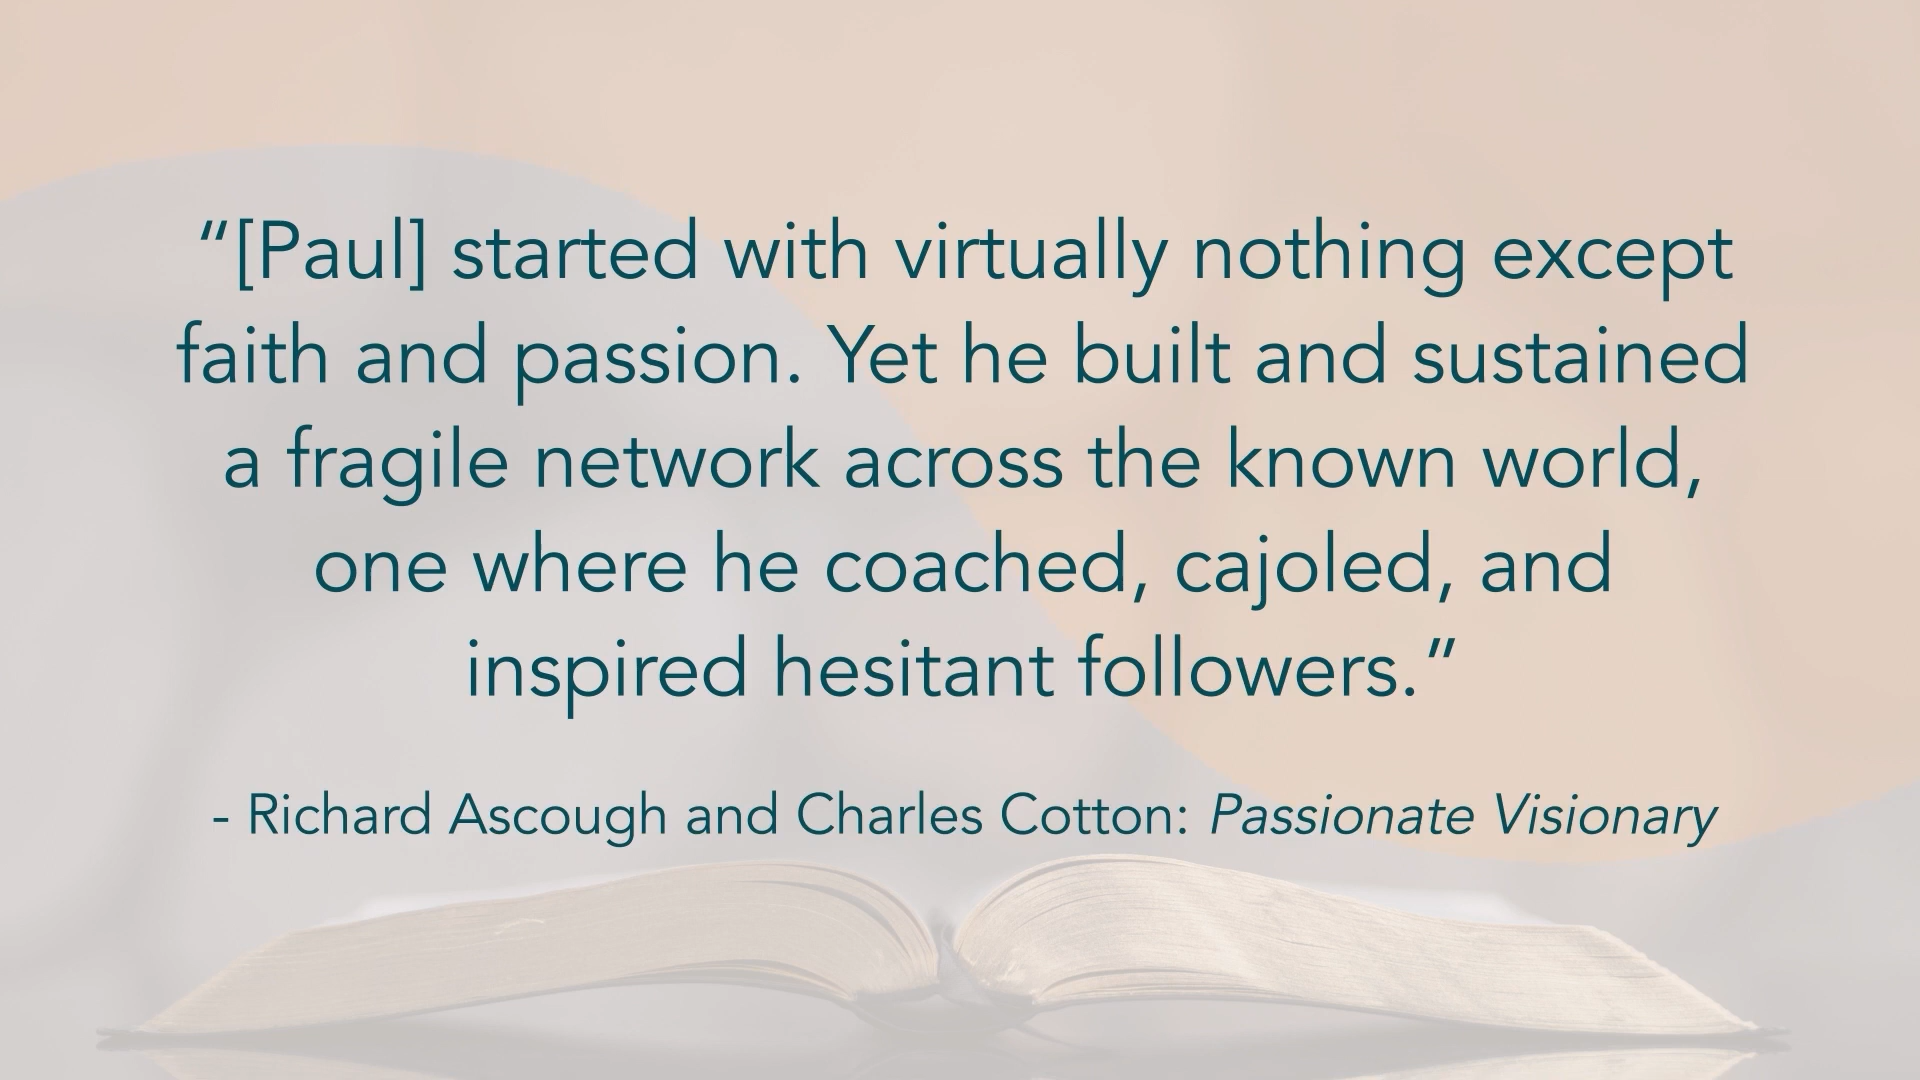 “[Paul] started with virtually nothing except
faith and passion. Yet he built and sustained
a fragile network across the known world,
one where he coached, cajoled, and
inspired hesitant followers.”
- Richard Ascough and Charles Cotton: Passionate Visionary